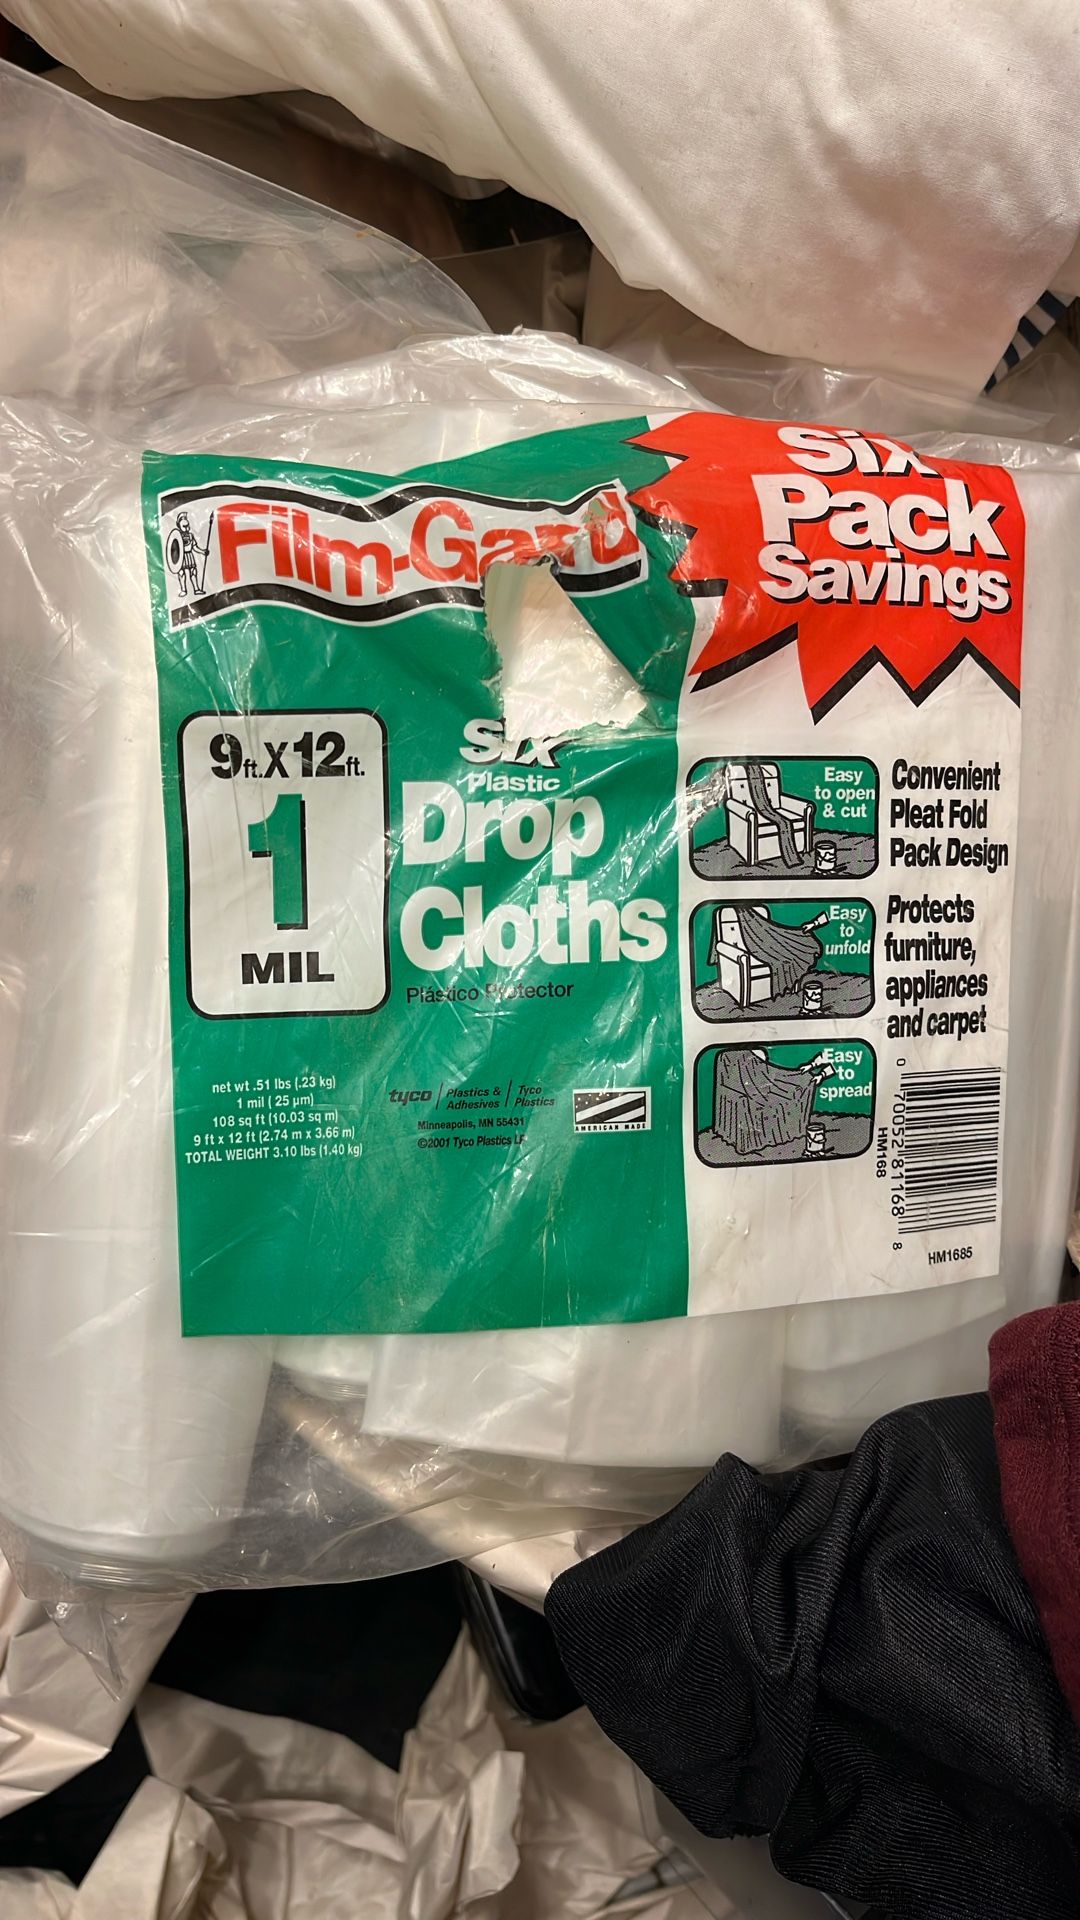 Film-Gard
Six
Pack
Savings
9ft.X12ft.
1
MIL
Six
Plastic
Drop
Cloths
Plástico Protector
net wt .51 lbs (.23 kg)
1 mil ( 25 µm)
108 sq ft (10.03 sq m)
9 ft x 12 ft (2.74 m x 3.66 m)
TOTAL WEIGHT 3.10 lbs (1.40 kg)
tyco Plastics & Adhesives Tyco Plastics
Minneapolis, MN 55431
©2001 Tyco Plastics LP
AMERICAN MADE
Easy
to open
& cut
Convenient
Pleat Fold
Pack Design
Easy
to
unfold
Protects
furniture,
appliances
and carpet
Easy
to
spread
0 70052 81168 8
HM168
HM1685